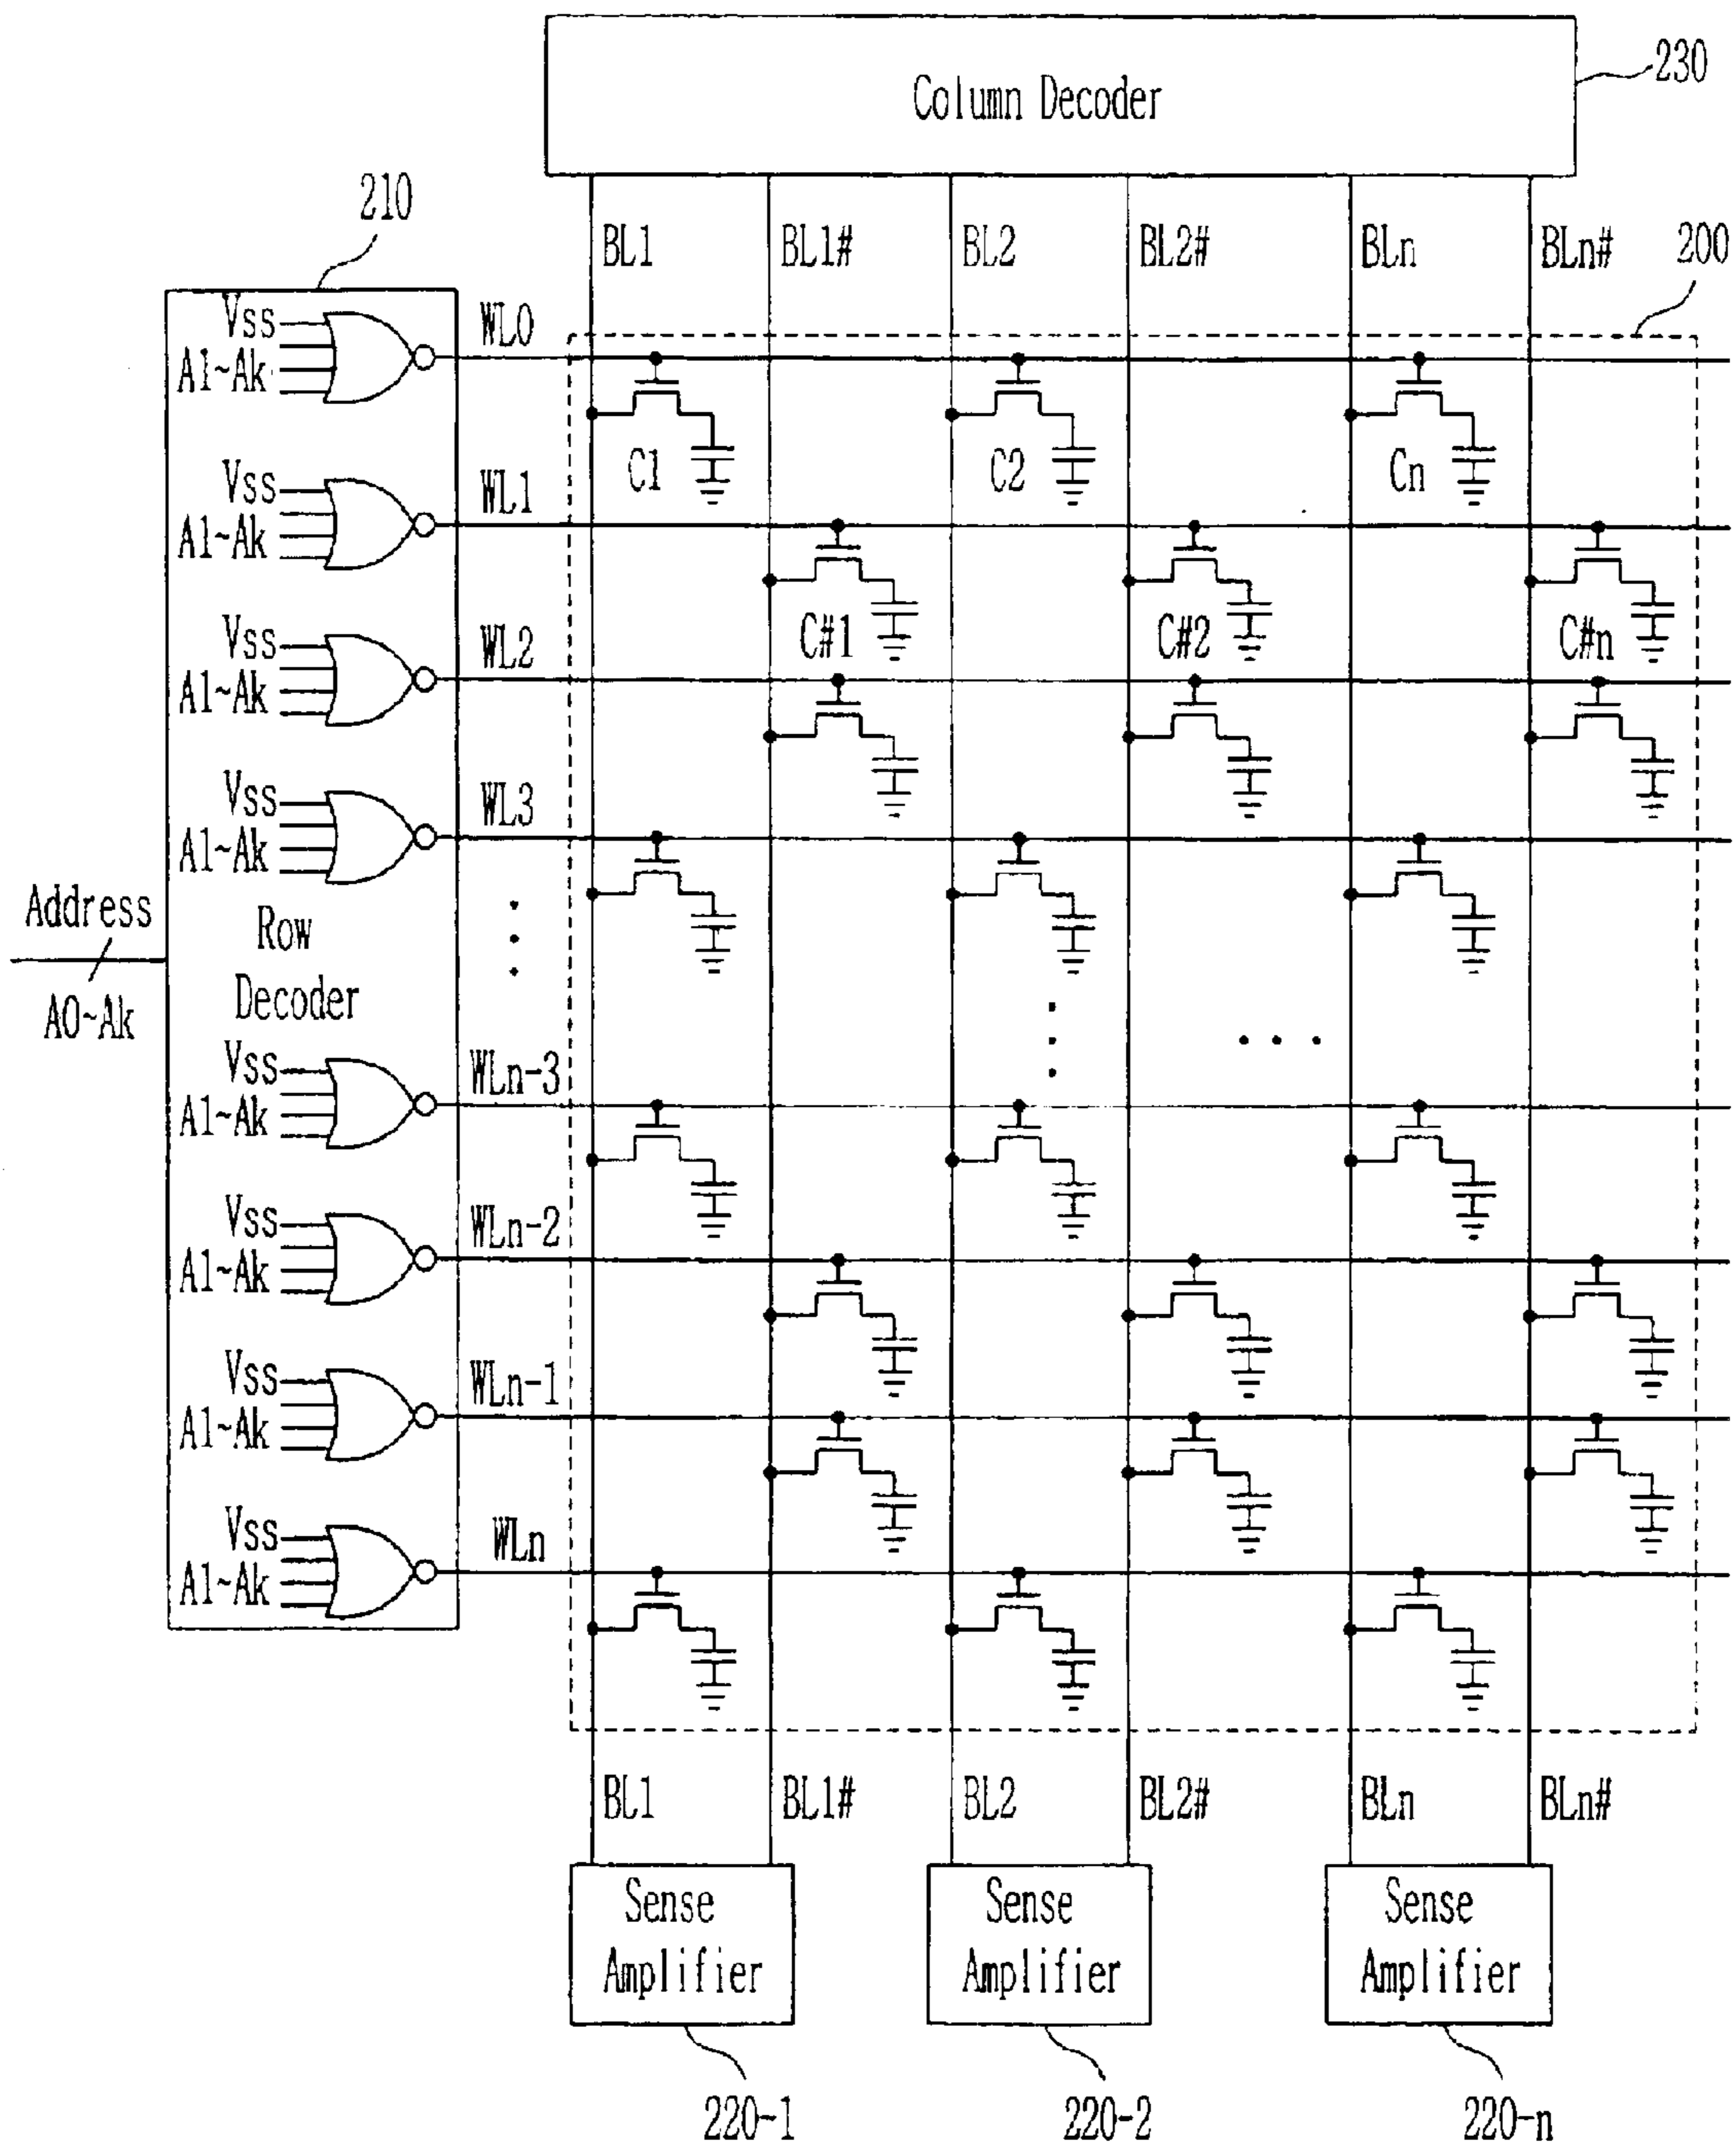 Column Decoder
230
210
BL1 BL1# BL2 BL2# BLn BLn#
200
Vss
A1~Ak
WL0
C1 C2 Cn
Vss
A1~Ak
WL1
C#1 C#2 C#n
Vss
A1~Ak
WL2
Vss
A1~Ak
WL3
Address
A0~Ak
Row
Decoder
Vss
A1~Ak
WLn-3
Vss
A1~Ak
WLn-2
Vss
A1~Ak
WLn-1
Vss
A1~Ak
WLn
BL1 BL1# BL2 BL2# BLn BLn#
Sense
Amplifier
Sense
Amplifier
Sense
Amplifier
220-1 220-2 220-n